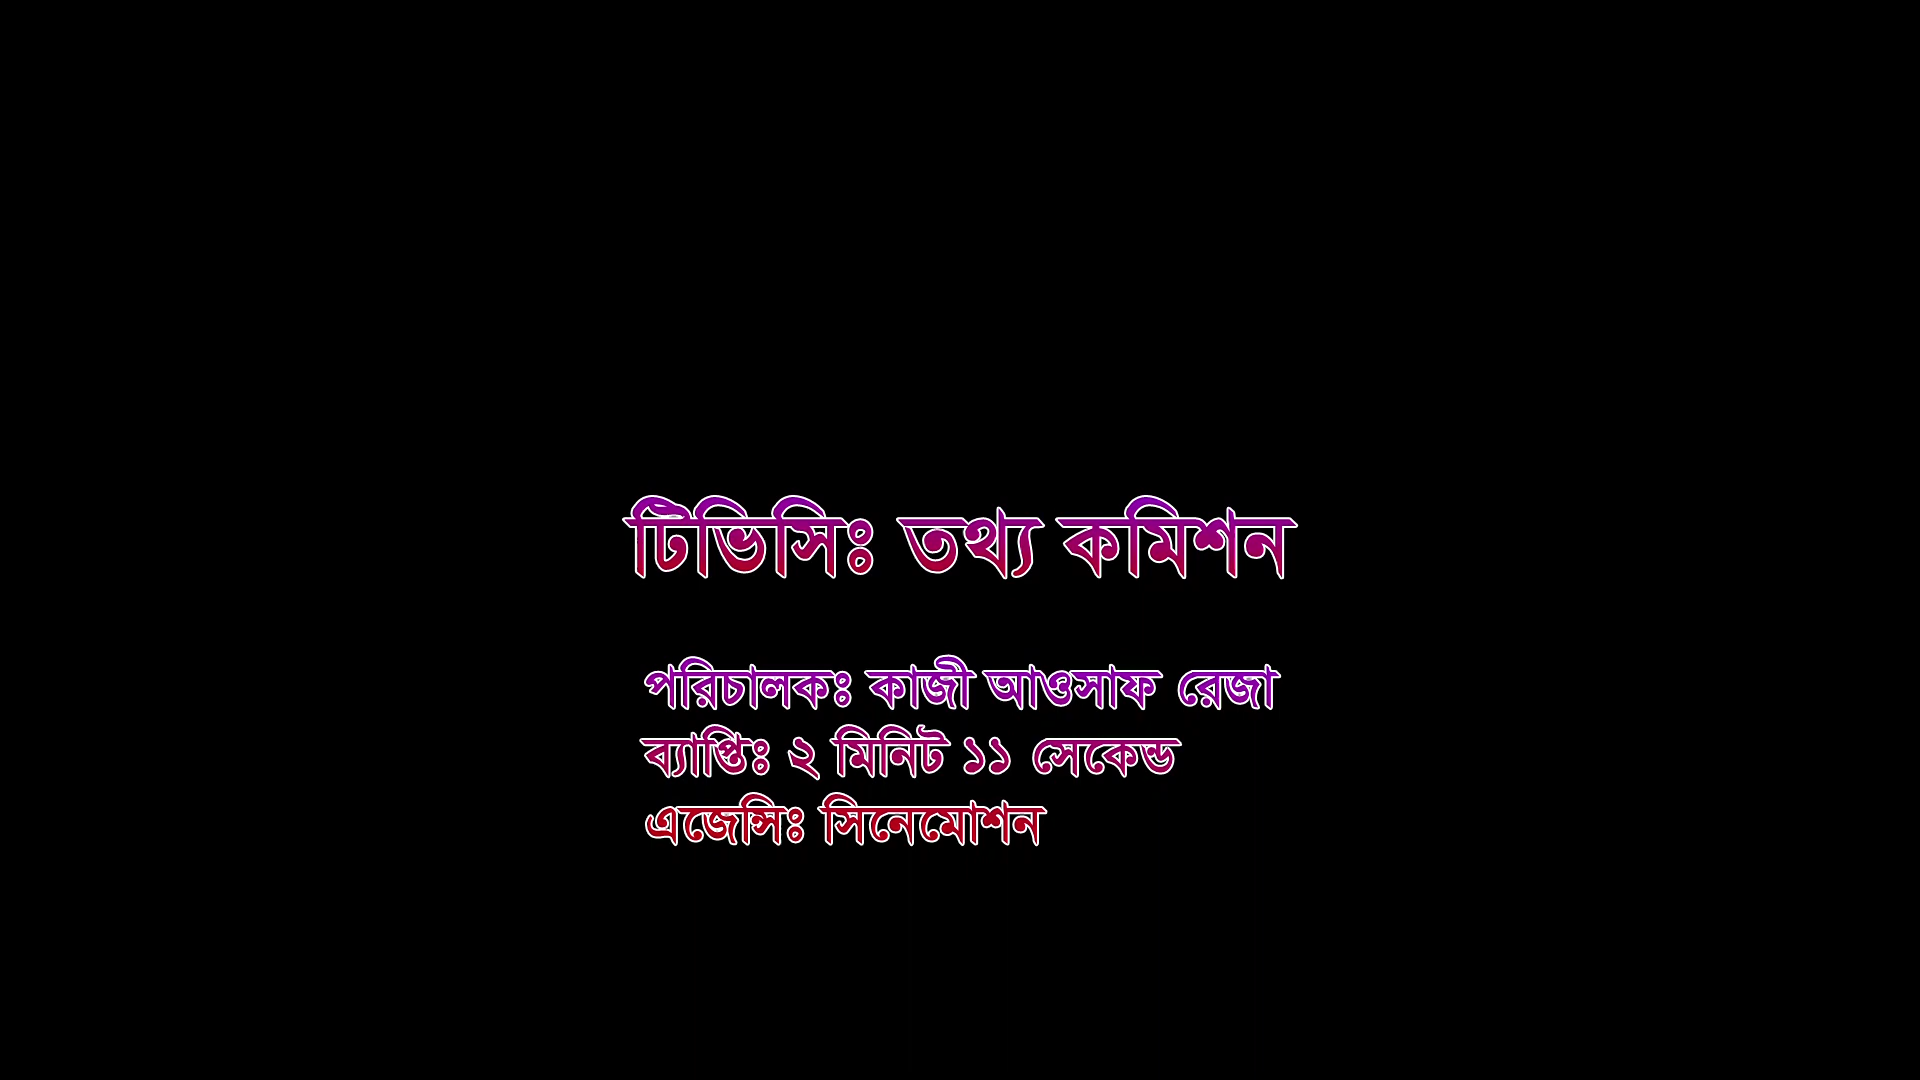 টিভিসিঃ তথ্য কমিশন
পরিচালকঃ কাজী আওসাফ রেজা
ব্যাপ্তিঃ ২ মিনিট ১১ সেকেন্ড
এজেন্সিঃ সিনেমোশন